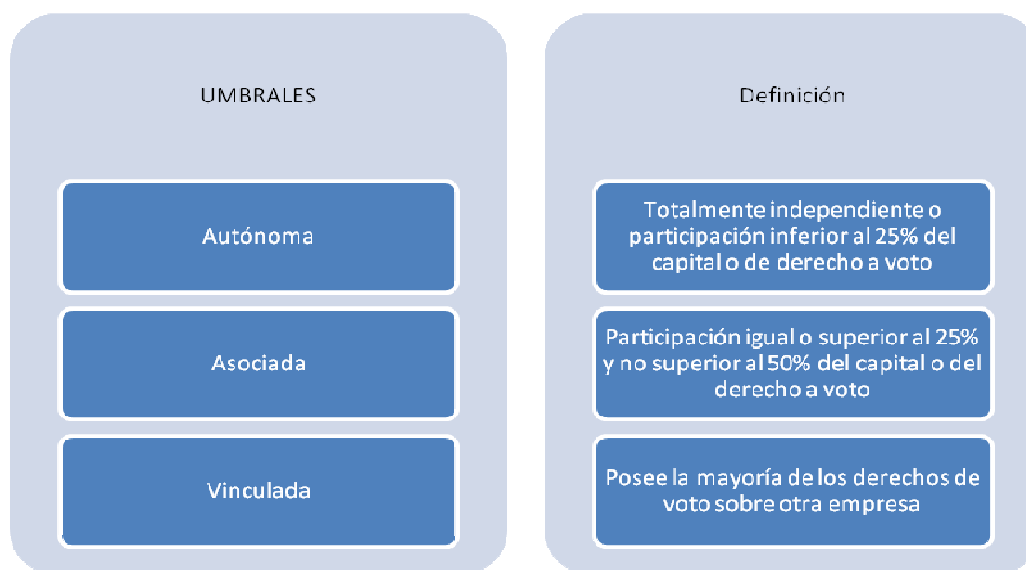 UMBRALES
Autónoma
Asociada
Vinculada
Definición
Totalmente independiente o
participación inferior al 25% del
capital o de derecho a voto
Participación igual o superior al 25%
y no superior al 50% del capital o del
derecho a voto
Posee la mayoría de los derechos de
voto sobre otra empresa